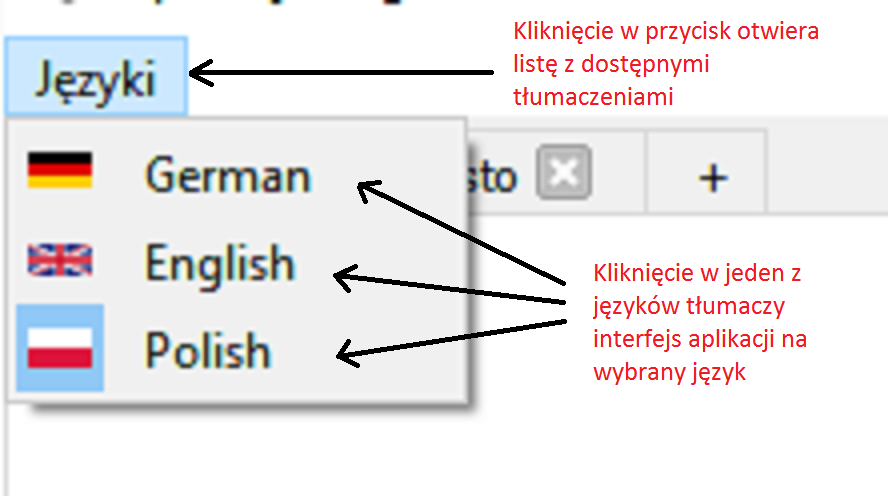 Kliknięcie w przycisk otwiera
listę z dostępnymi
tłumaczeniami
Języki
German
sto
+
English
Polish
Kliknięcie w jeden z
języków tłumaczy
interfejs aplikacji na
wybrany język